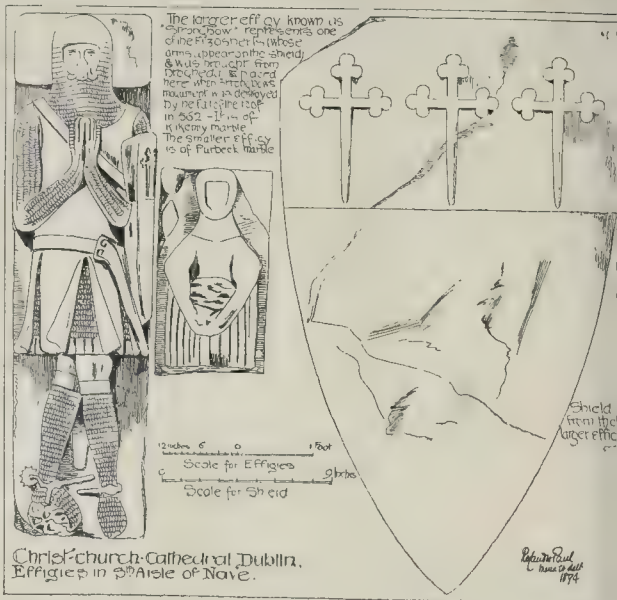 The larger effigy known as
"Strongbow" represents one
of the Fitzosnerts (whose
arms appear on the shield)
& was brought from
Drogheda & placed
here when Strongbow's
monument was destroyed
by the fall of the roof
in 1562 - It is of
Kilkenny marble
The smaller effigy
is of Purbeck marble
12 inches 6 0 1 Foot
Scale for Effigies
0 9 Inches
Scale for Shield
Shield
from the
larger effig
Christ-church-Cathedral Dublin.
Effigies in Sth Aisle of Nave.
Paul
1894